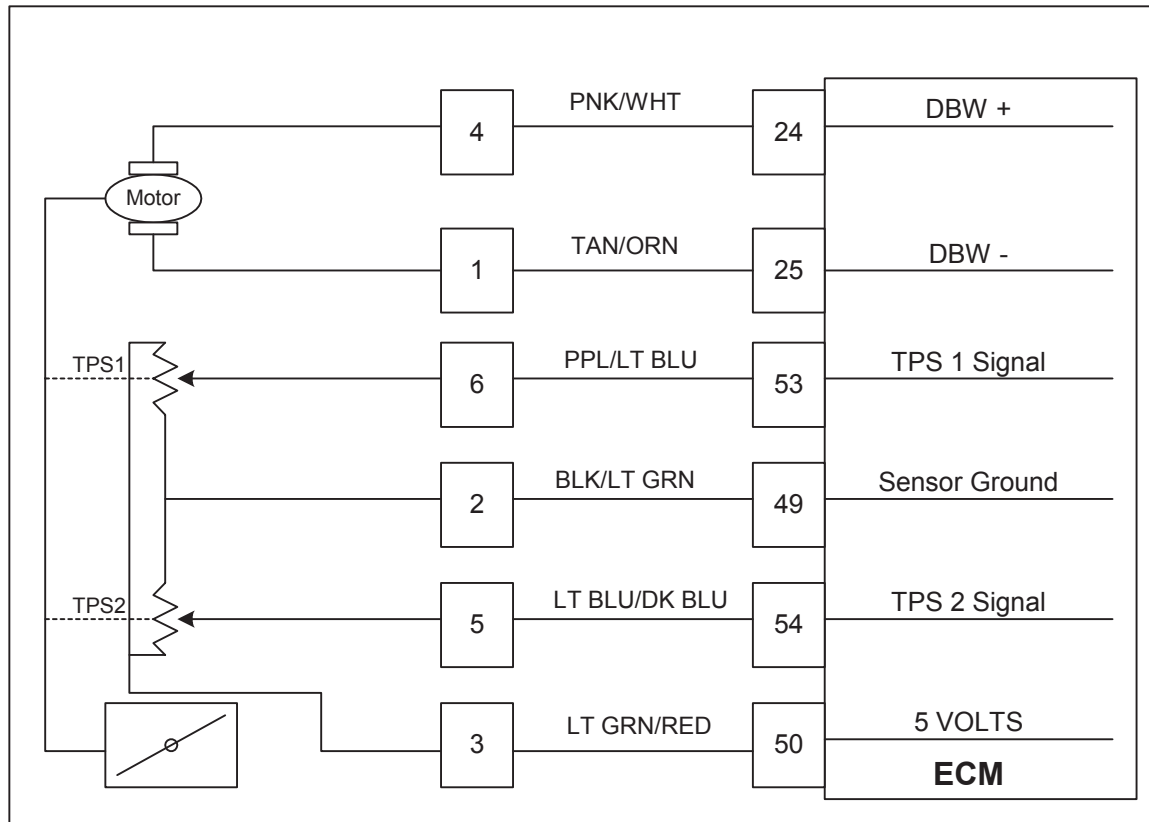 PNK/WHT
4
24
DBW +
Motor
TAN/ORN
1
25
DBW -
TPS1
PPL/LT BLU
6
53
TPS 1 Signal
BLK/LT GRN
2
49
Sensor Ground
TPS2
LT BLU/DK BLU
5
54
TPS 2 Signal
LT GRN/RED
3
50
5 VOLTS
ECM